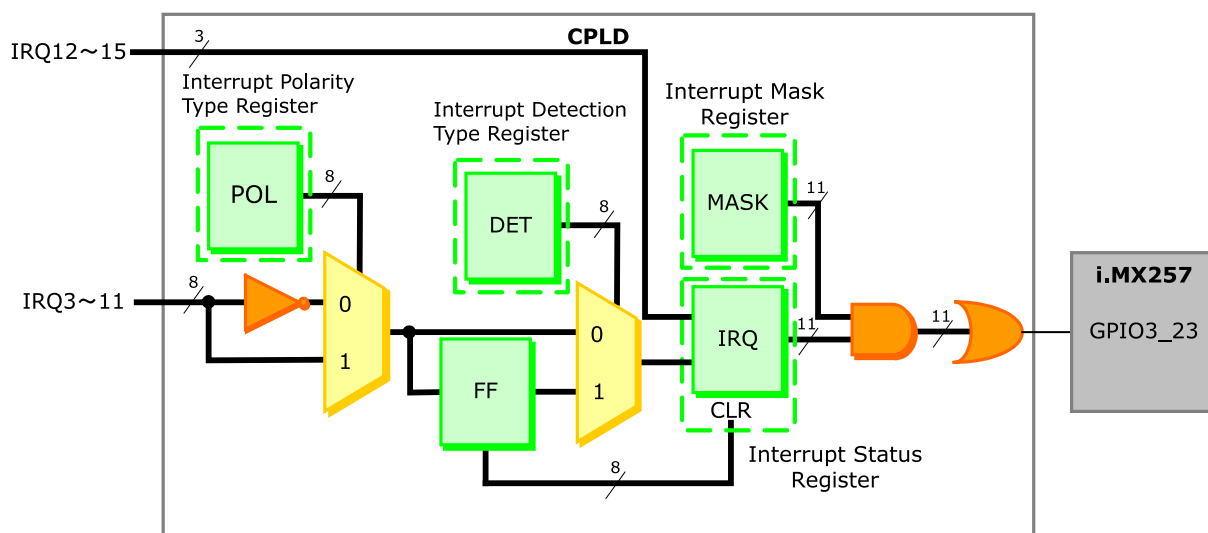 IRQ12～15
3
CPLD
Interrupt Polarity
Type Register
POL
8
Interrupt Detection
Type Register
DET
8
Interrupt Mask
Register
MASK
11
IRQ3～11
8
0
1
FF
0
1
IRQ
11
CLR
8
Interrupt Status
Register
11
i.MX257
GPIO3_23